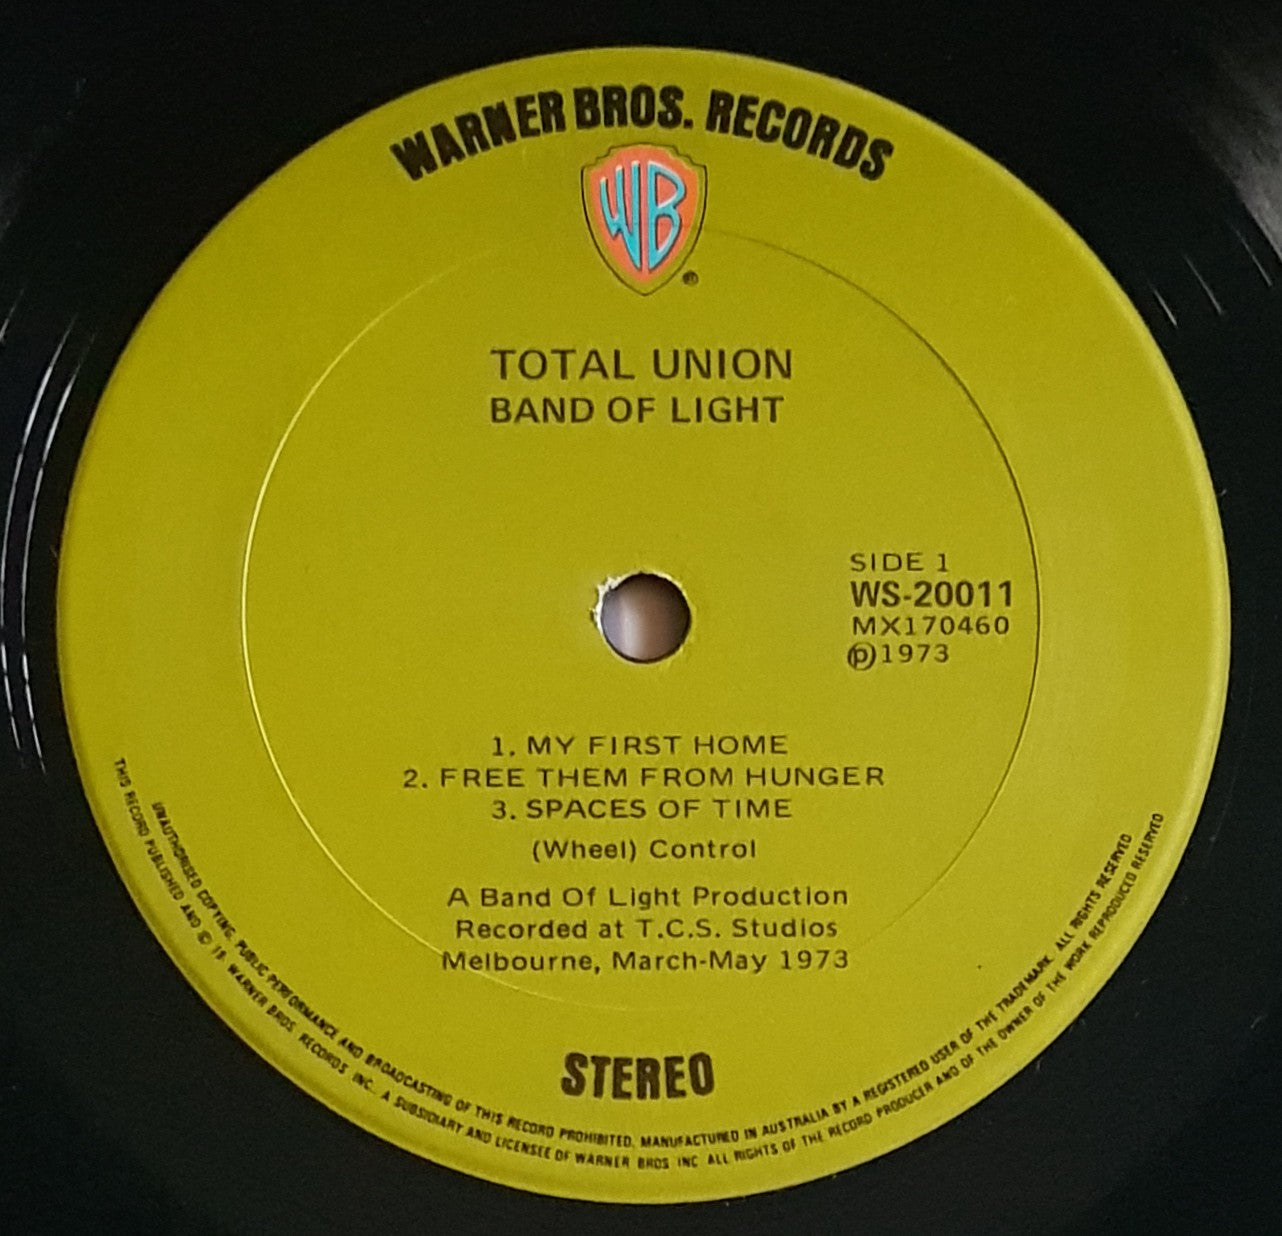 WARNER BROS. RECORDS
WB
®
TOTAL UNION
BAND OF LIGHT
SIDE 1
WS-20011
MX170460
℗1973
1. MY FIRST HOME
2. FREE THEM FROM HUNGER
3. SPACES OF TIME
(Wheel) Control
A Band Of Light Production
Recorded at T.C.S. Studios
Melbourne, March-May 1973
STEREO
UNAUTHORISED COPYING, PUBLIC PERFORMANCE AND BROADCASTING OF THIS RECORD PROHIBITED. MANUFACTURED IN AUSTRALIA BY A REGISTERED USER OF THE TRADEMARK. ALL RIGHTS RESERVED
THIS RECORD PUBLISHED AND © 19. WARNER BROS. RECORDS INC. A SUBSIDIARY AND LICENSEE OF WARNER BROS INC ALL RIGHTS OF THE RECORD PRODUCER AND OF THE OWNER OF THE WORK REPRODUCED RESERVED